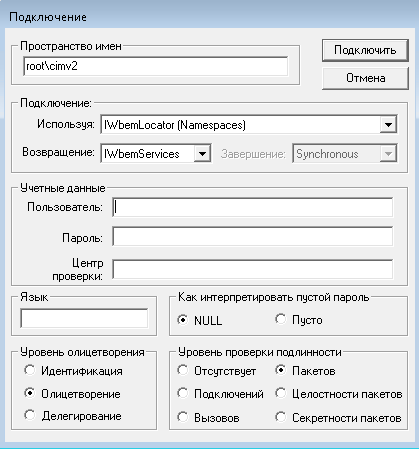 Подключение
Пространство имен
root\cimv2
Подключить
Отмена
Подключение:
Используя: IWbemLocator (Namespaces)
Возвращение: IWbemServices Завершение: Synchronous
Учетные данные
Пользователь:
Пароль:
Центр
проверки:
Язык
Как интерпретировать пустой пароль
NULL Пусто
Уровень олицетворения
Идентификация
Олицетворение
Делегирование
Уровень проверки подлинности
Отсутствует Пакетов
Подключений Целостности пакетов
Вызовов Секретности пакетов